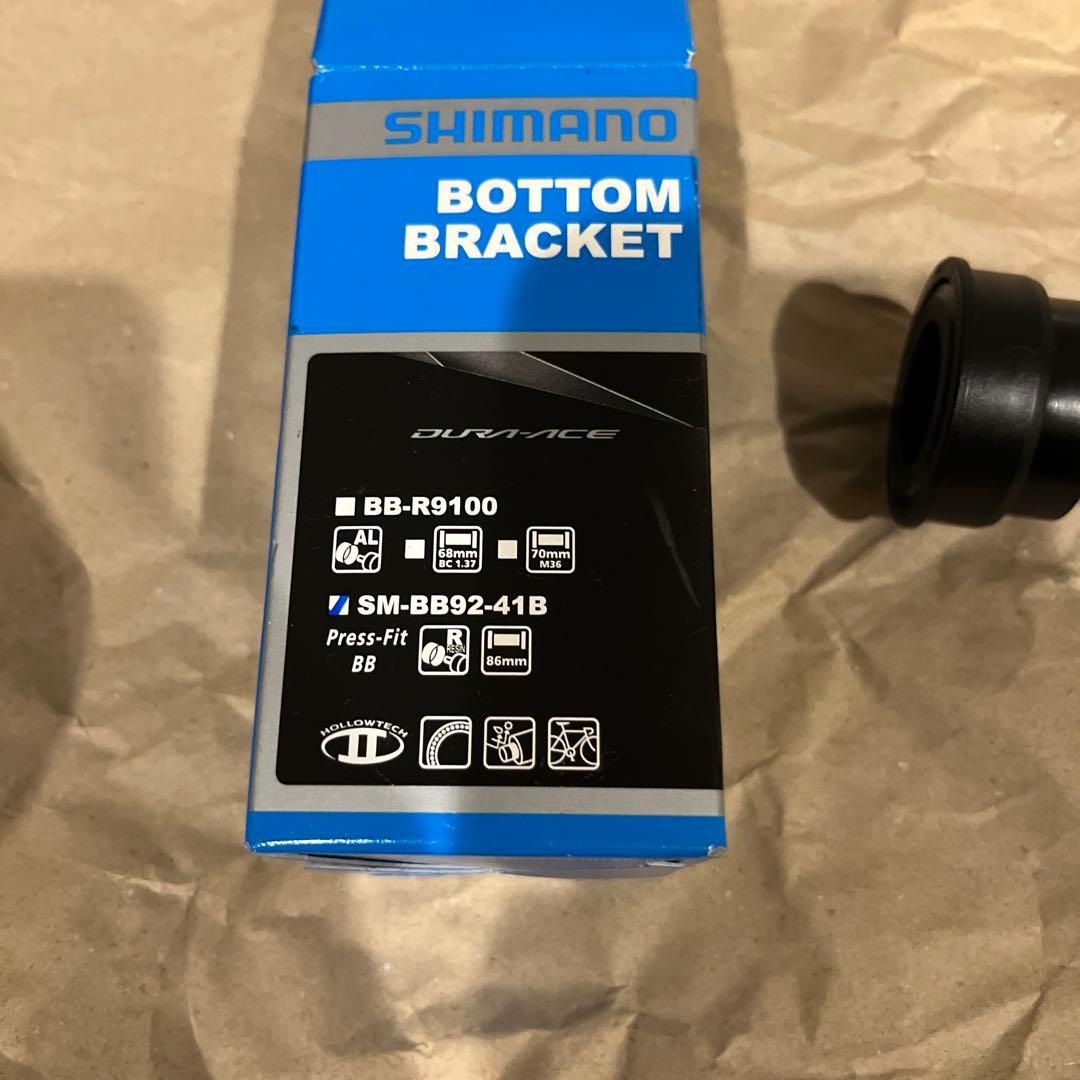 SHIMANO
BOTTOM
BRACKET
DURA-ACE
BB-R9100
AL 68mm BC 1.37 70mm M36
SM-BB92-41B
Press-Fit BB R RESIN 86mm
HOLLOWTECH II